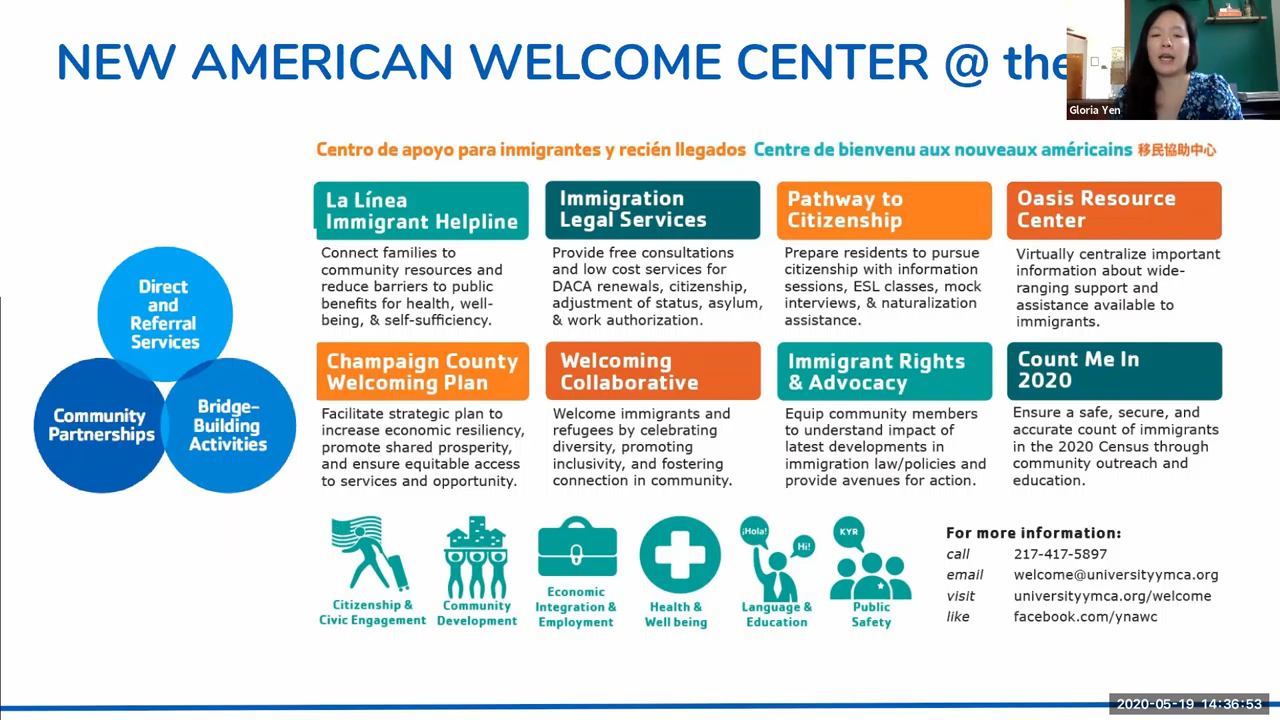 NEW AMERICAN WELCOME CENTER @ the
Gloria Yen
Centro de apoyo para inmigrantes y recién llegados Centre de bienvenu aux nouveaux américains 移民協助中心
La Línea
Immigrant Helpline
Connect families to
community resources and
reduce barriers to public
benefits for health, well-
being, & self-sufficiency.
Immigration
Legal Services
Provide free consultations
and low cost services for
DACA renewals, citizenship,
adjustment of status, asylum,
& work authorization.
Pathway to
Citizenship
Prepare residents to pursue
citizenship with information
sessions, ESL classes, mock
interviews, & naturalization
assistance.
Oasis Resource
Center
Virtually centralize important
information about wide-
ranging support and
assistance available to
immigrants.
Direct
and
Referral
Services
Community
Partnerships
Bridge-
Building
Activities
Champaign County
Welcoming Plan
Facilitate strategic plan to
increase economic resiliency,
promote shared prosperity,
and ensure equitable access
to services and opportunity.
Welcoming
Collaborative
Welcome immigrants and
refugees by celebrating
diversity, promoting
inclusivity, and fostering
connection in community.
Immigrant Rights
& Advocacy
Equip community members
to understand impact of
latest developments in
immigration law/policies and
provide avenues for action.
Count Me In
2020
Ensure a safe, secure, and
accurate count of immigrants
in the 2020 Census through
community outreach and
education.
Citizenship &
Civic Engagement
Community
Development
Economic
Integration &
Employment
Health &
Well being
¡Hola!
Hi!
Language &
Education
KYR
Public
Safety
For more information:
call 217-417-5897
email welcome@universityymca.org
visit universityymca.org/welcome
like facebook.com/ynawc
2020-05-19 14:36:53